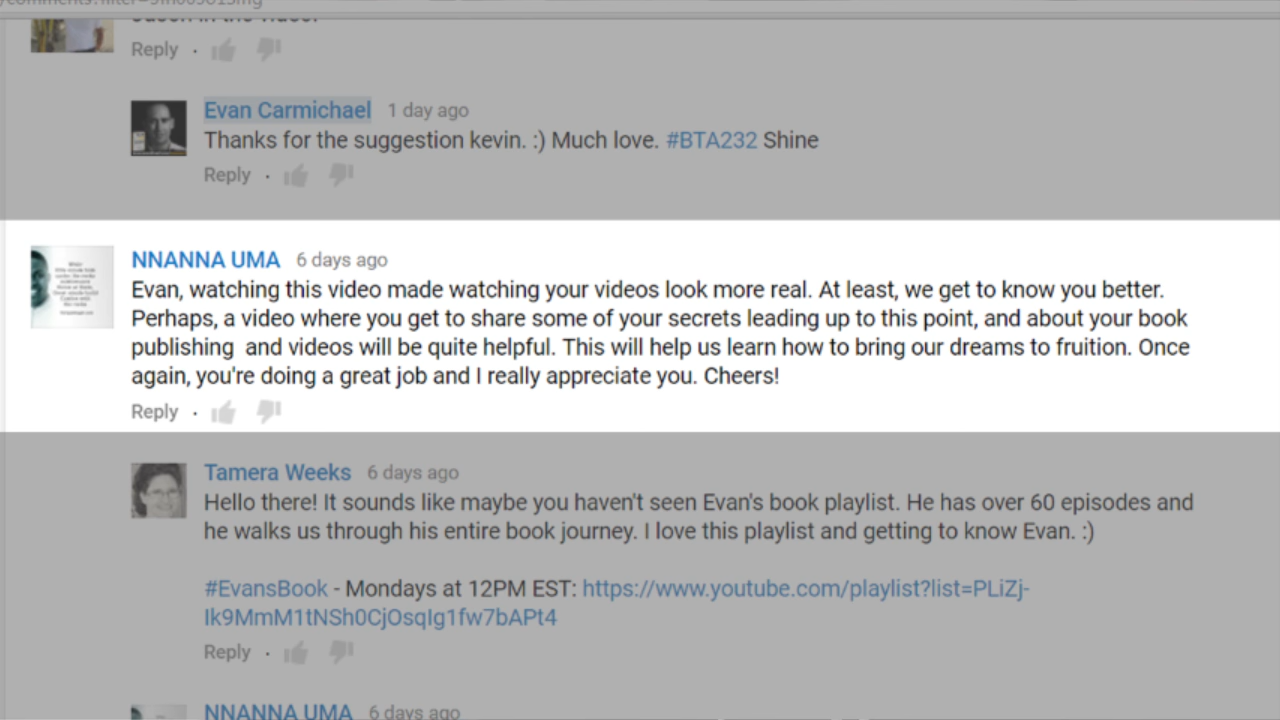 Reply ·
Evan Carmichael 1 day ago
Thanks for the suggestion kevin. :) Much love. #BTA232 Shine
Reply ·
NNANNA UMA 6 days ago
Evan, watching this video made watching your videos look more real. At least, we get to know you better.
Perhaps, a video where you get to share some of your secrets leading up to this point, and about your book
publishing and videos will be quite helpful. This will help us learn how to bring our dreams to fruition. Once
again, you're doing a great job and I really appreciate you. Cheers!
Reply ·
Tamera Weeks 6 days ago
Hello there! It sounds like maybe you haven't seen Evan's book playlist. He has over 60 episodes and
he walks us through his entire book journey. I love this playlist and getting to know Evan. :)
#EvansBook - Mondays at 12PM EST: https://www.youtube.com/playlist?list=PLiZj-
Ik9MmM1tNSh0CjOsqIg1fw7bAPt4
Reply ·
NNANNA UMA 6 days ago